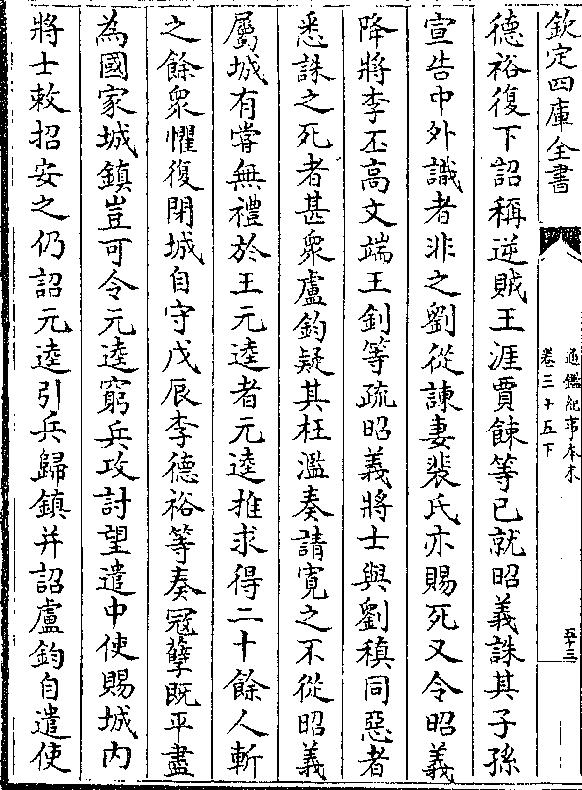 欽定四庫全書
通鑑紀事本末
卷三十五下
五十三
德裕復下詔稱逆賊王涯賈餗等已就昭義誅其子孫
宣告中外識者非之劉從諫妻裴氏亦賜死又令昭義
降將李丕高文端王釗等疏昭義將士與劉稹同惡者
悉誅之死者甚衆盧鈞疑其枉濫奏請寛之不從昭義
屬城有嘗無禮於王元逵者元逵推求得二十餘人斬
之餘衆懼復閉城自守戊辰李德裕等奏冦孽既平盡
為國家城鎮豈可令元逵窮兵攻討望遣中使賜城内
將士敕招安之仍詔元逵引兵歸鎮并詔盧鈞自遣使